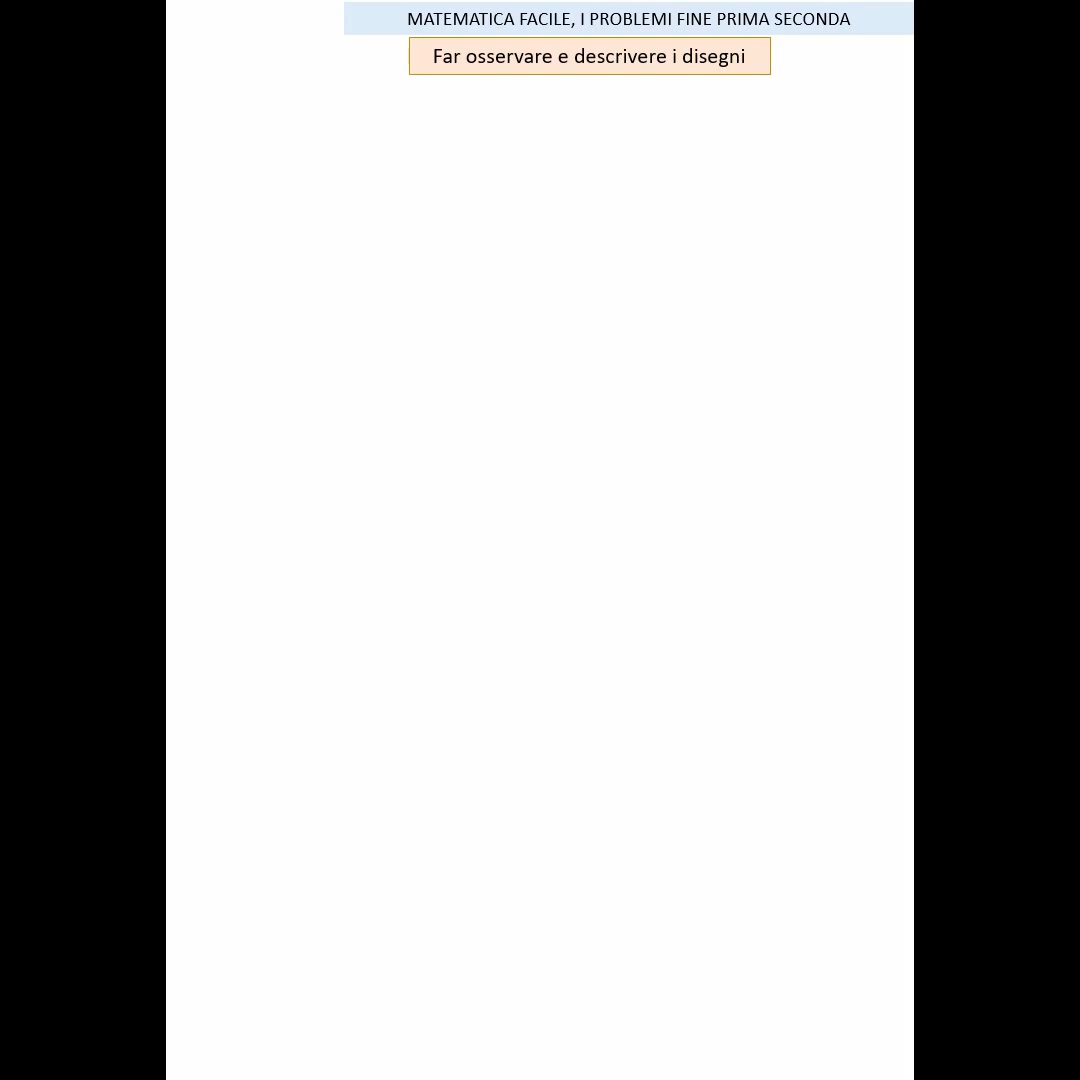 MATEMATICA FACILE, I PROBLEMI FINE PRIMA SECONDA
Far osservare e descrivere i disegni